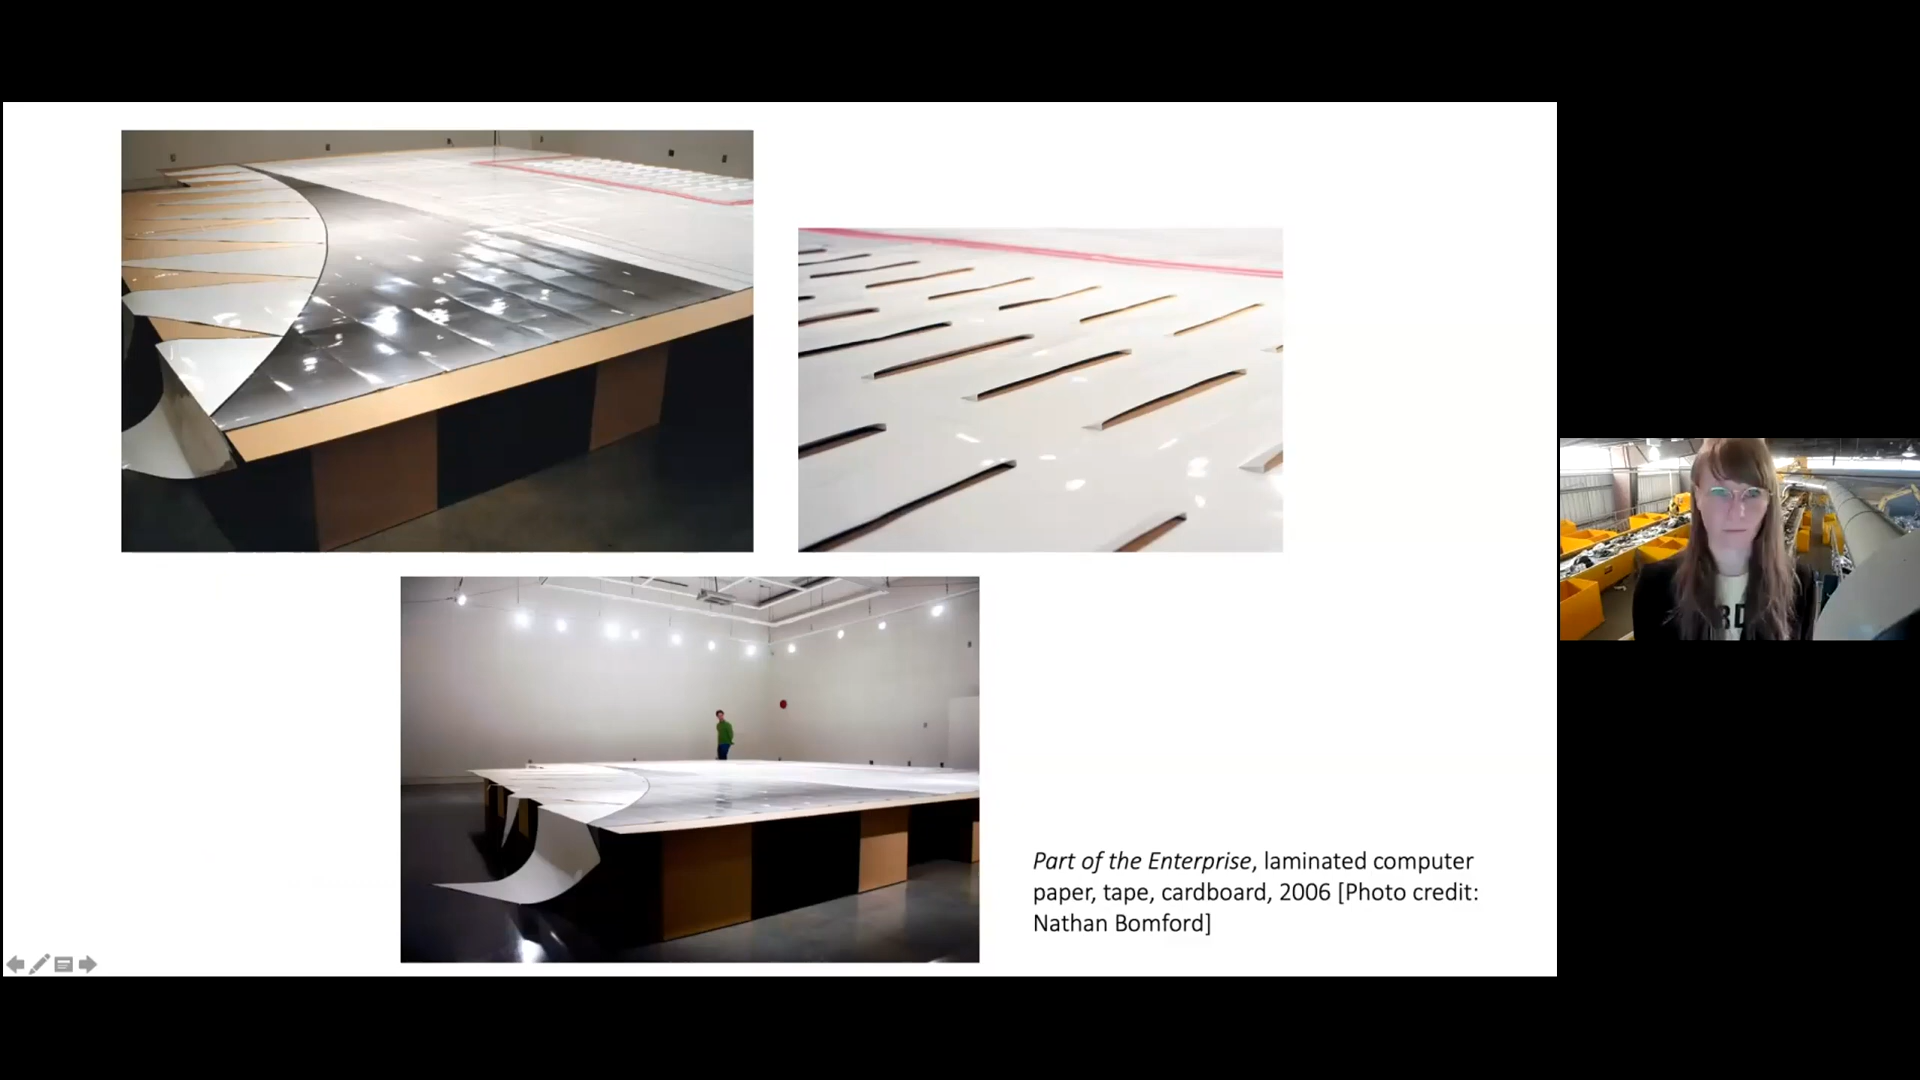 Part of the Enterprise, laminated computer
paper, tape, cardboard, 2006 [Photo credit:
Nathan Bomford]